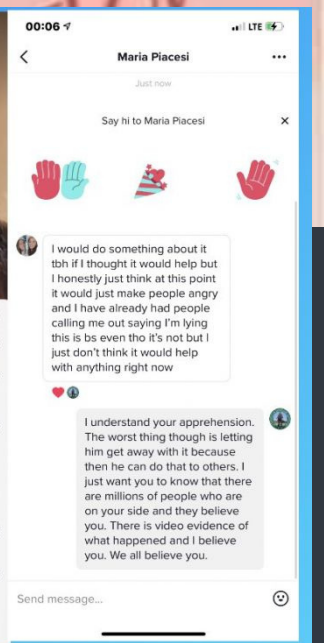 00:06
LTE
Maria Piacesi
Just now
Say hi to Maria Piacesi
I would do something about it
tbh if I thought it would help but
I honestly just think at this point
it would just make people angry
and I have already had people
calling me out saying I'm lying
this is bs even tho it's not but I
just don't think it would help
with anything right now
I understand your apprehension.
The worst thing though is letting
him get away with it because
then he can do that to others. I
just want you to know that there
are millions of people who are
on your side and they believe
you. There is video evidence of
what happened and I believe
you. We all believe you.
Send message...